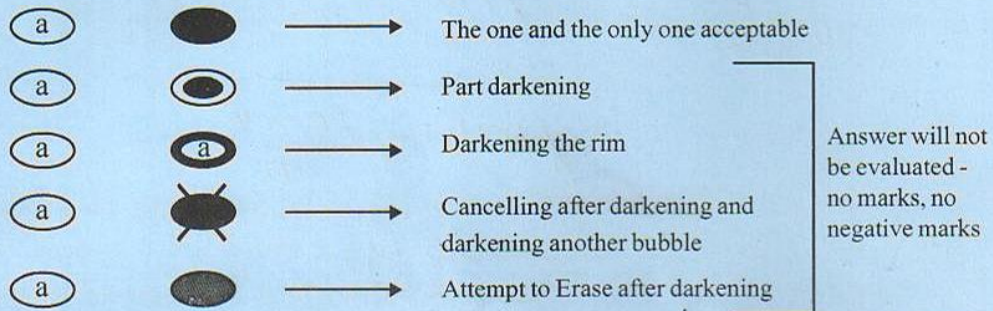 a The one and the only one acceptable
a Part darkening
a a Darkening the rim
a Cancelling after darkening and
darkening another bubble
a Attempt to Erase after darkening
Answer will not
be evaluated -
no marks, no
negative marks